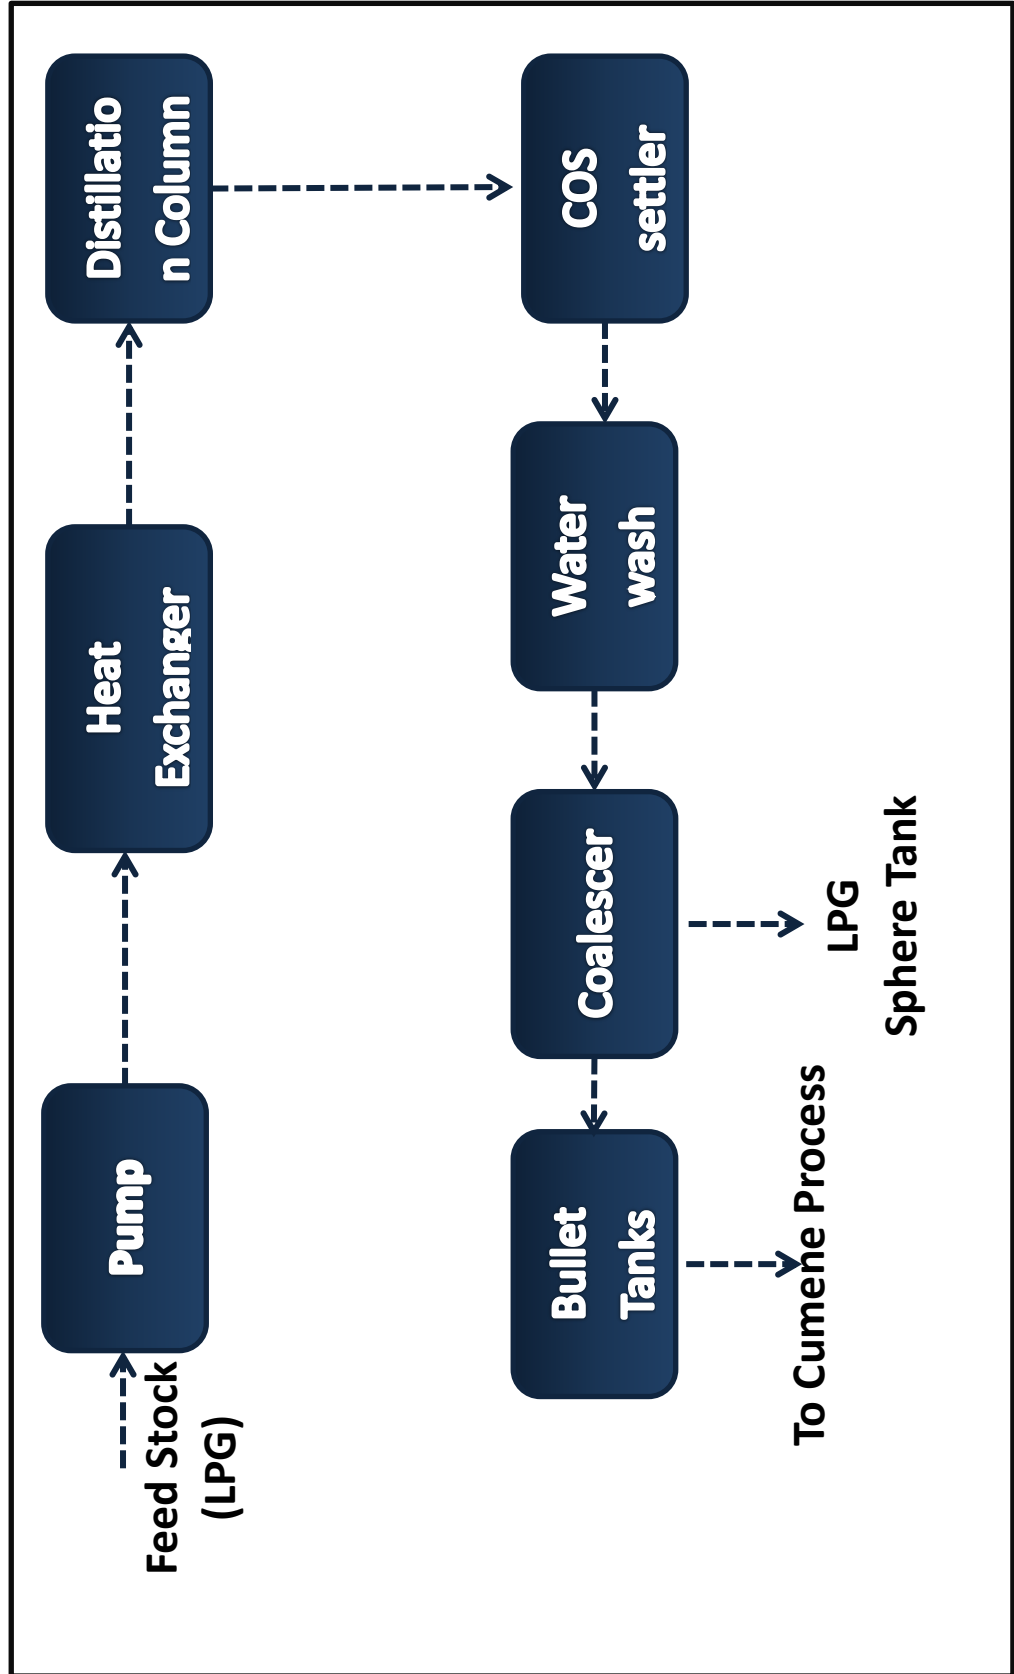 Feed Stock
(LPG)
Pump
Heat
Exchanger
Distillatio
n Column
COS
settler
Water
wash
Coalescer
Bullet
Tanks
LPG
Sphere Tank
To Cumene Process